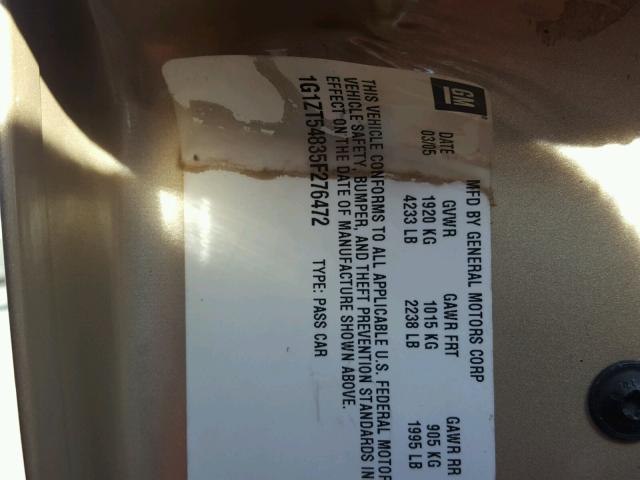 GM
MFD BY GENERAL MOTORS CORP
DATE GVWR GAWR FRT GAWR RR
03/05 1920 KG 1015 KG 905 KG
4233 LB 2238 LB 1995 LB
THIS VEHICLE CONFORMS TO ALL APPLICABLE U.S. FEDERAL MOTOR
VEHICLE SAFETY, BUMPER, AND THEFT PREVENTION STANDARDS IN
EFFECT ON THE DATE OF MANUFACTURE SHOWN ABOVE.
1G1ZT54835F276472 TYPE: PASS CAR